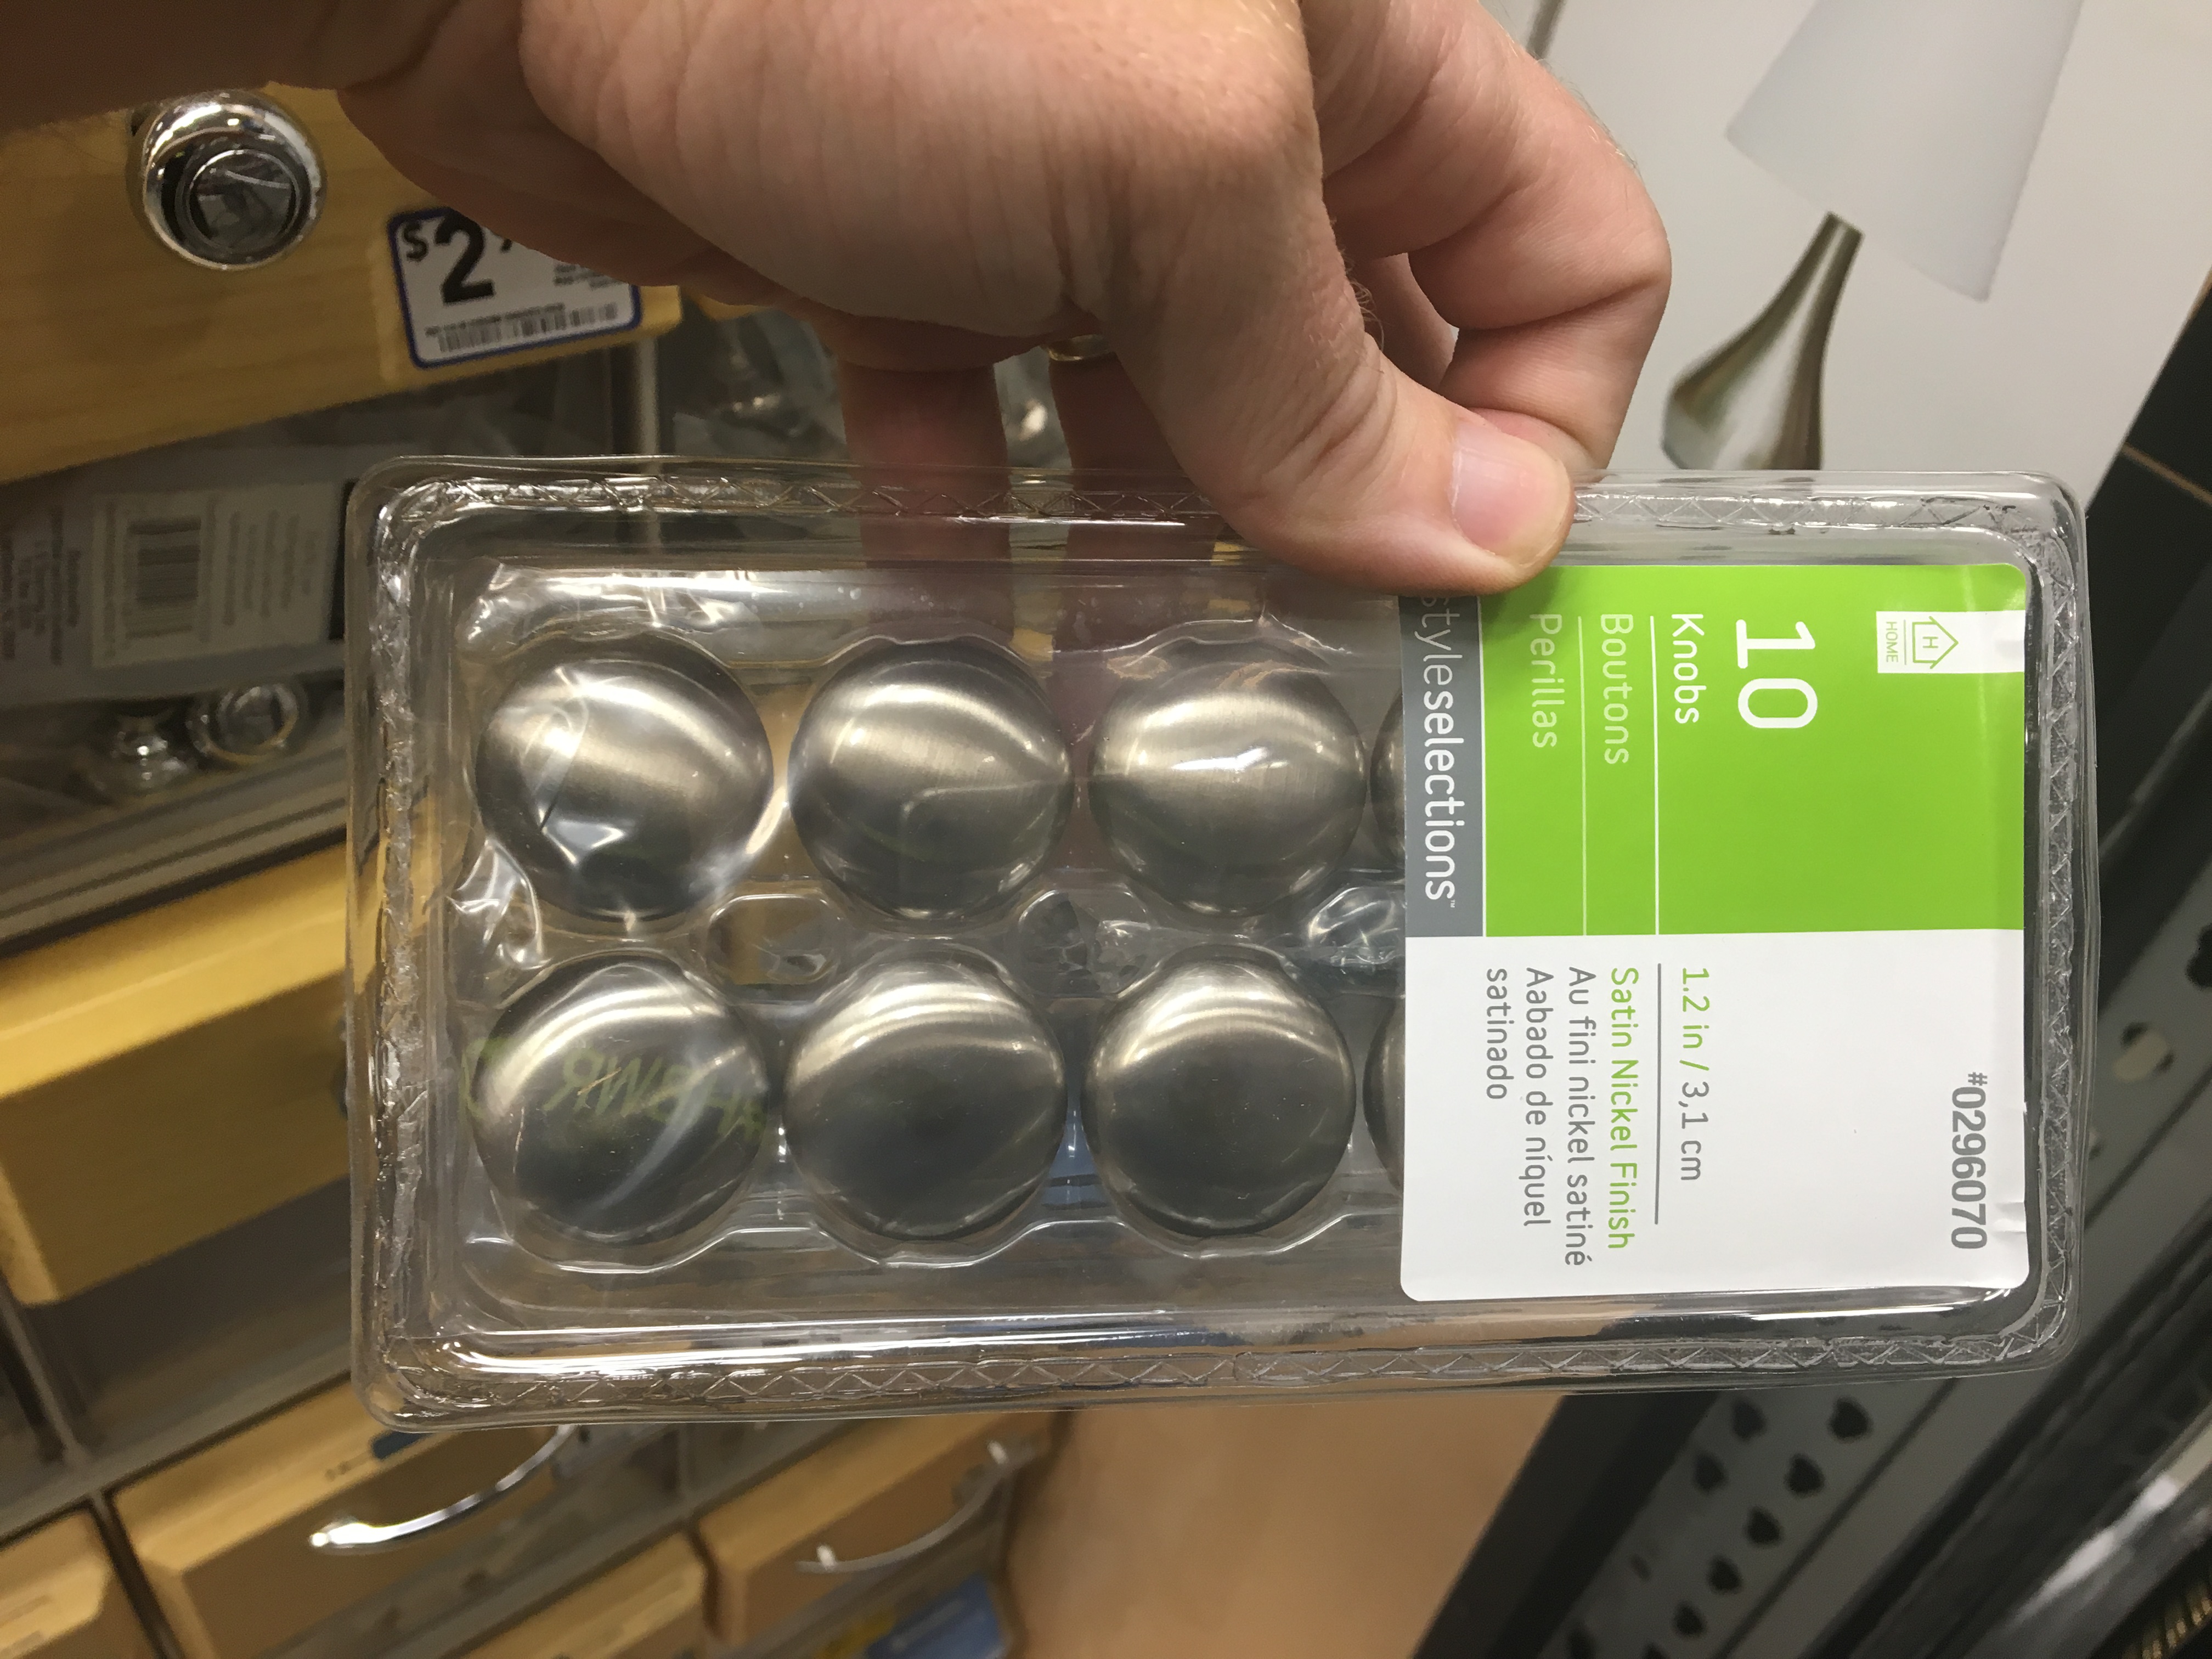 H
HOME
10
Knobs
Boutons
Perillas
styleselections™
#0296070
1.2 in / 3,1 cm
Satin Nickel Finish
Au fini nickel satiné
Aabado de níquel
satinado
$2